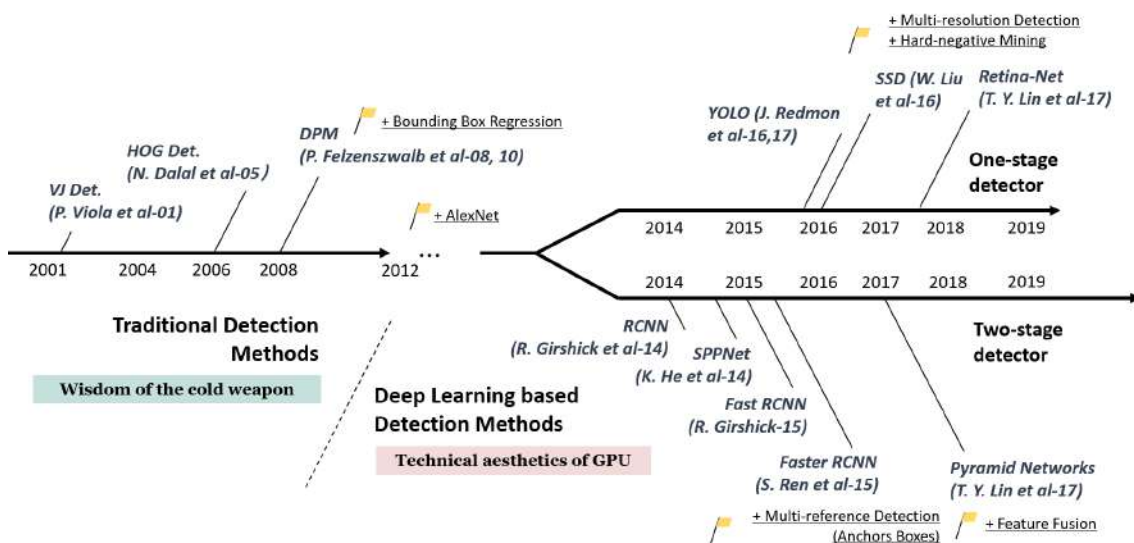 + Multi-resolution Detection
+ Hard-negative Mining
SSD (W. Liu
et al-16)
Retina-Net
(T. Y. Lin et al-17)
YOLO (J. Redmon
et al-16,17)
+ Bounding Box Regression
DPM
(P. Felzenszwalb et al-08, 10)
HOG Det.
(N. Dalal et al-05)
VJ Det.
(P. Viola et al-01)
+ AlexNet
One-stage
detector
2014 2015 2016 2017 2018 2019
2001 2004 2006 2008 2012 ...
2014 2015 2016 2017 2018 2019
Traditional Detection
Methods
Wisdom of the cold weapon
Deep Learning based
Detection Methods
Technical aesthetics of GPU
RCNN
(R. Girshick et al-14)
SPPNet
(K. He et al-14)
Fast RCNN
(R. Girshick-15)
Faster RCNN
(S. Ren et al-15)
Two-stage
detector
Pyramid Networks
(T. Y. Lin et al-17)
+ Multi-reference Detection
(Anchors Boxes)
+ Feature Fusion